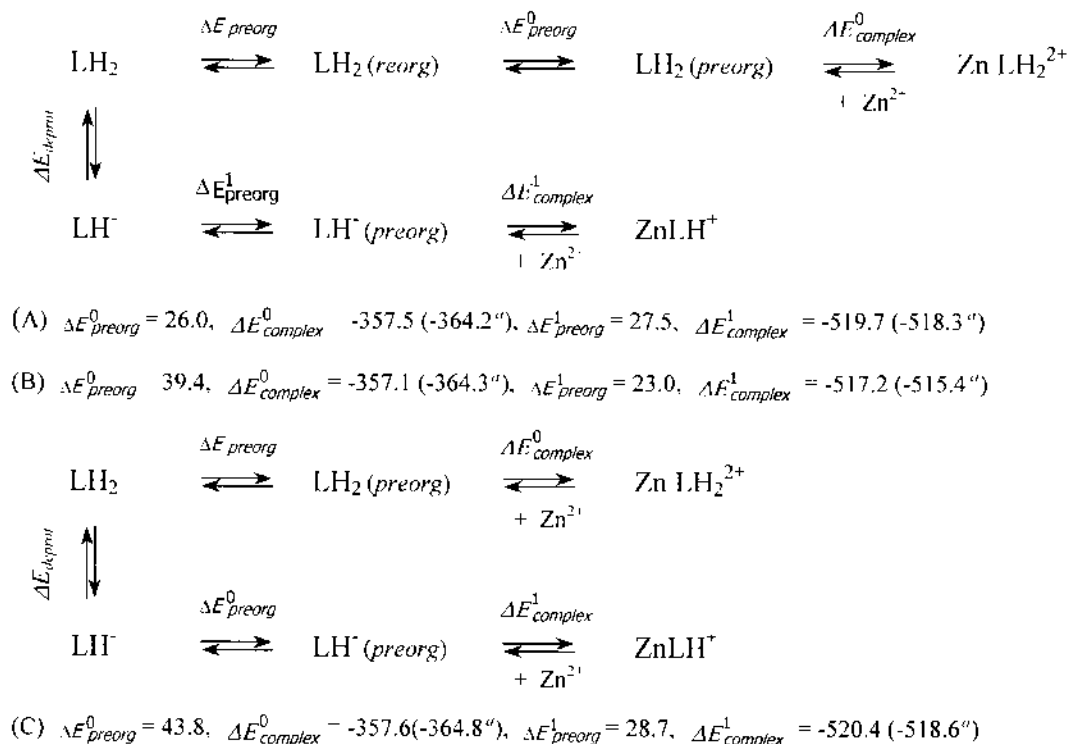 ΔE preorg ΔE⁰preorg ΔE⁰complex
LH₂ ⇌ LH₂ (reorg) ⇌ LH₂ (preorg) ⇌ Zn LH₂²⁺
+ Zn²⁺
ΔEdeprot
ΔE¹preorg ΔE¹complex
LH⁻ ⇌ LH⁻ (preorg) ⇌ ZnLH⁺
+ Zn²⁺
(A) ΔE⁰preorg = 26.0, ΔE⁰complex -357.5 (-364.2ᵃ), ΔE¹preorg = 27.5, ΔE¹complex = -519.7 (-518.3ᵃ)
(B) ΔE⁰preorg 39.4, ΔE⁰complex = -357.1 (-364.3ᵃ), ΔE¹preorg = 23.0, ΔE¹complex = -517.2 (-515.4ᵃ)
ΔE preorg ΔE⁰complex
LH₂ ⇌ LH₂ (preorg) ⇌ Zn LH₂²⁺
+ Zn²⁺
ΔEdeprot
ΔE⁰preorg ΔE¹complex
LH⁻ ⇌ LH⁻ (preorg) ⇌ ZnLH⁺
+ Zn²⁺
(C) ΔE⁰preorg = 43.8, ΔE⁰complex = -357.6(-364.8ᵃ), ΔE¹preorg = 28.7, ΔE¹complex = -520.4 (-518.6ᵃ)